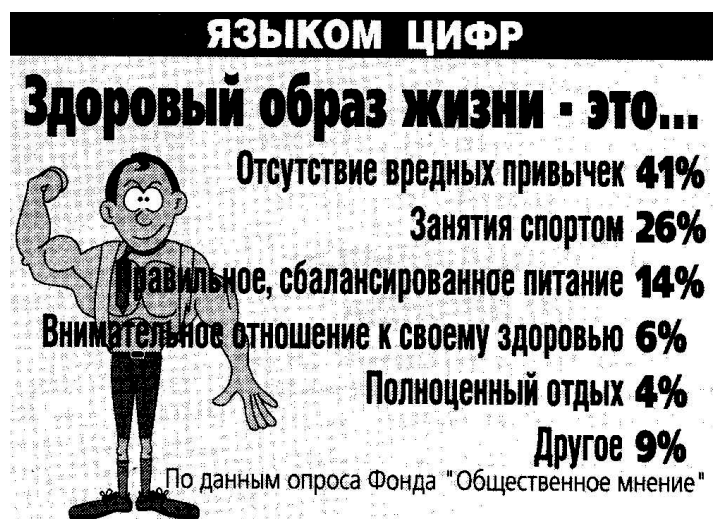 ЯЗЫКОМ ЦИФР
Здоровый образ жизни - это...
Отсутствие вредных привычек 41%
Занятия спортом 26%
Правильное, сбалансированное питание 14%
Внимательное отношение к своему здоровью 6%
Полноценный отдых 4%
Другое 9%
По данным опроса Фонда "Общественное мнение"